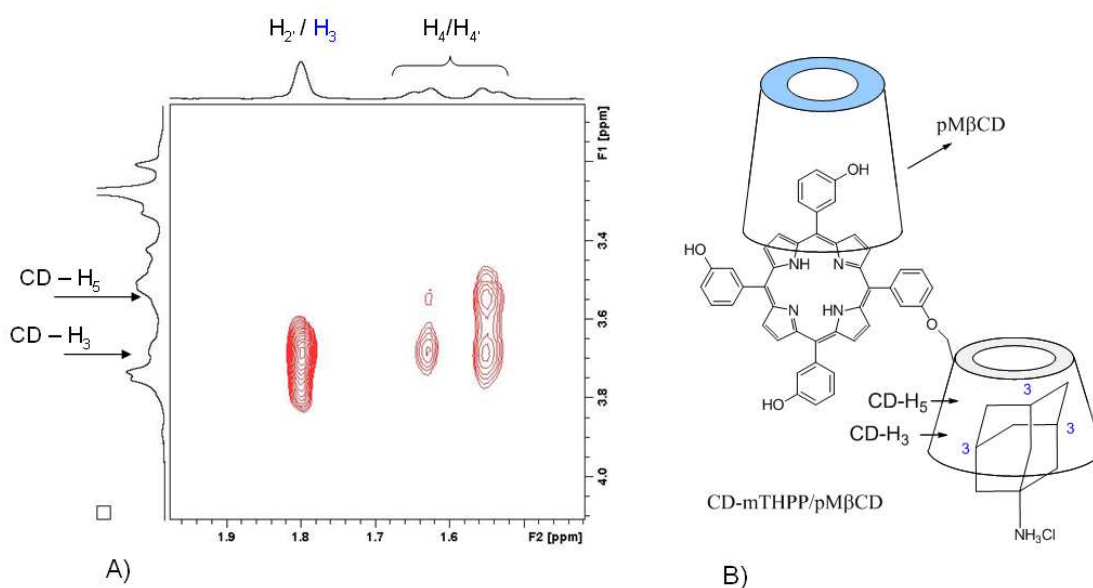 H2' / H3
H4/H4'
F1 [ppm]
3.4
3.6
3.8
4.0
CD – H5
CD – H3
1.9
1.8
1.7
1.6
F2 [ppm]
A)
pMβCD
OH
HO
NH
N
N
HN
O
HO
CD-H5
CD-H3
3
3
3
CD-mTHPP/pMβCD
NH3Cl
B)